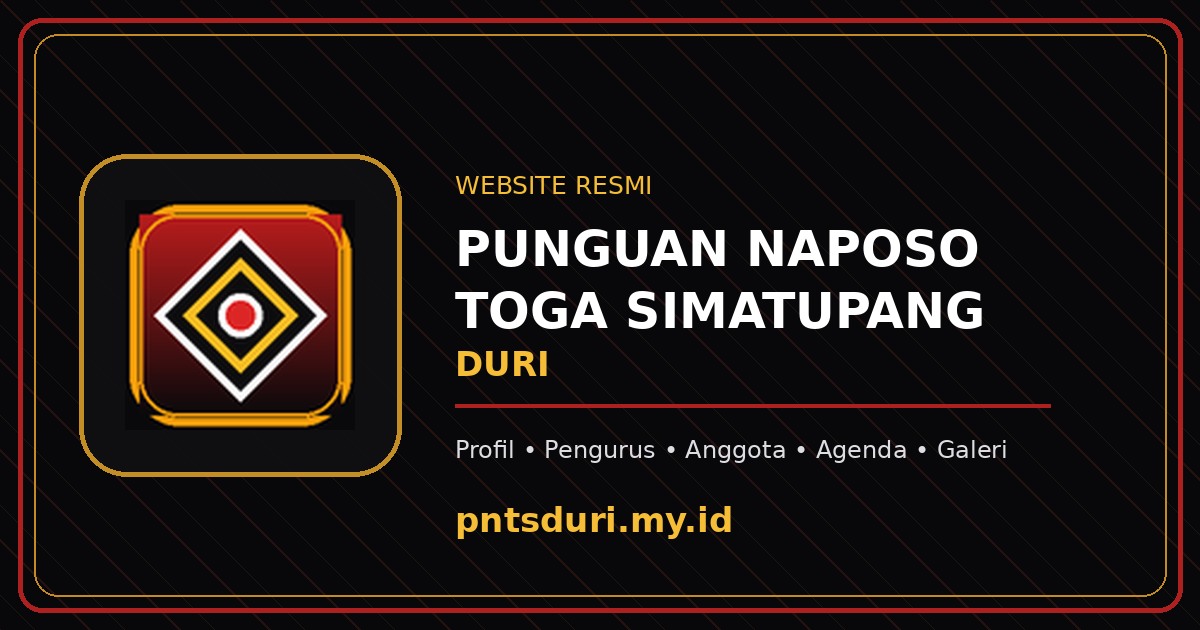 WEBSITE RESMI
PUNGUAN NAPOSO
TOGA SIMATUPANG
DURI
Profil • Pengurus • Anggota • Agenda • Galeri
pntsduri.my.id